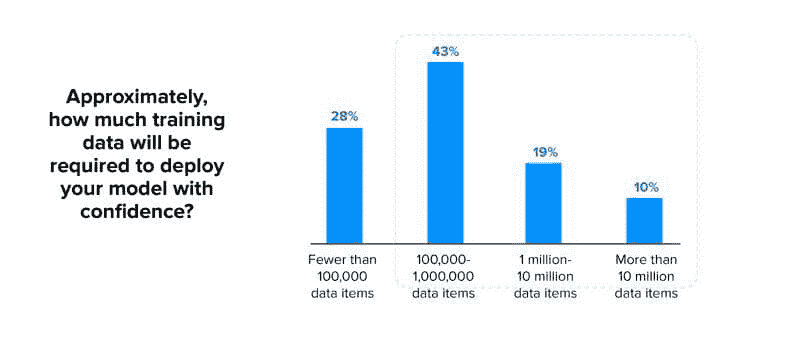 Approximately,
how much training
data will be
required to deploy
your model with
confidence?
28%
43%
19%
10%
Fewer than
100,000
data items
100,000-
1,000,000
data items
1 million-
10 million
data items
More than
10 million
data items